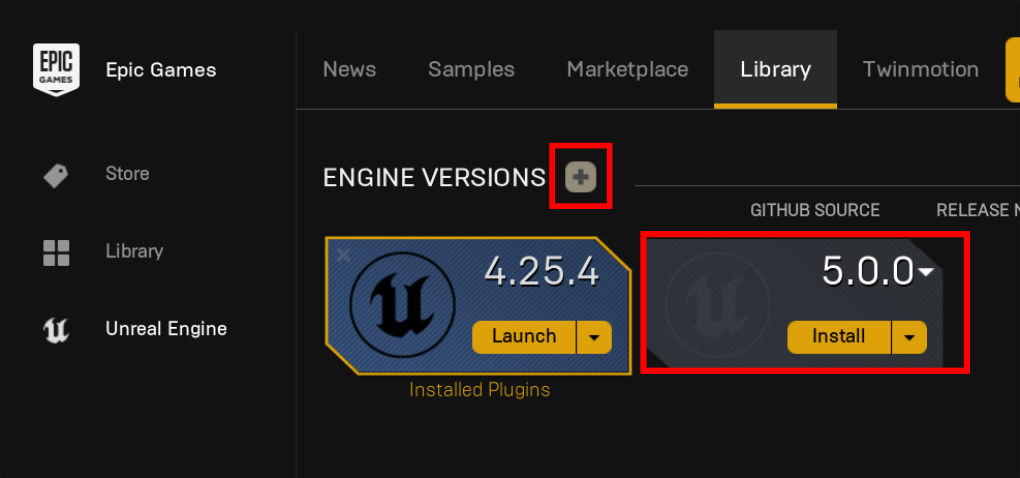 EPIC
GAMES
Epic Games
Store
Library
Unreal Engine
News Samples Marketplace Library Twinmotion
ENGINE VERSIONS
GITHUB SOURCE RELEASE
4.25.4
Launch
Installed Plugins
5.0.0
Install